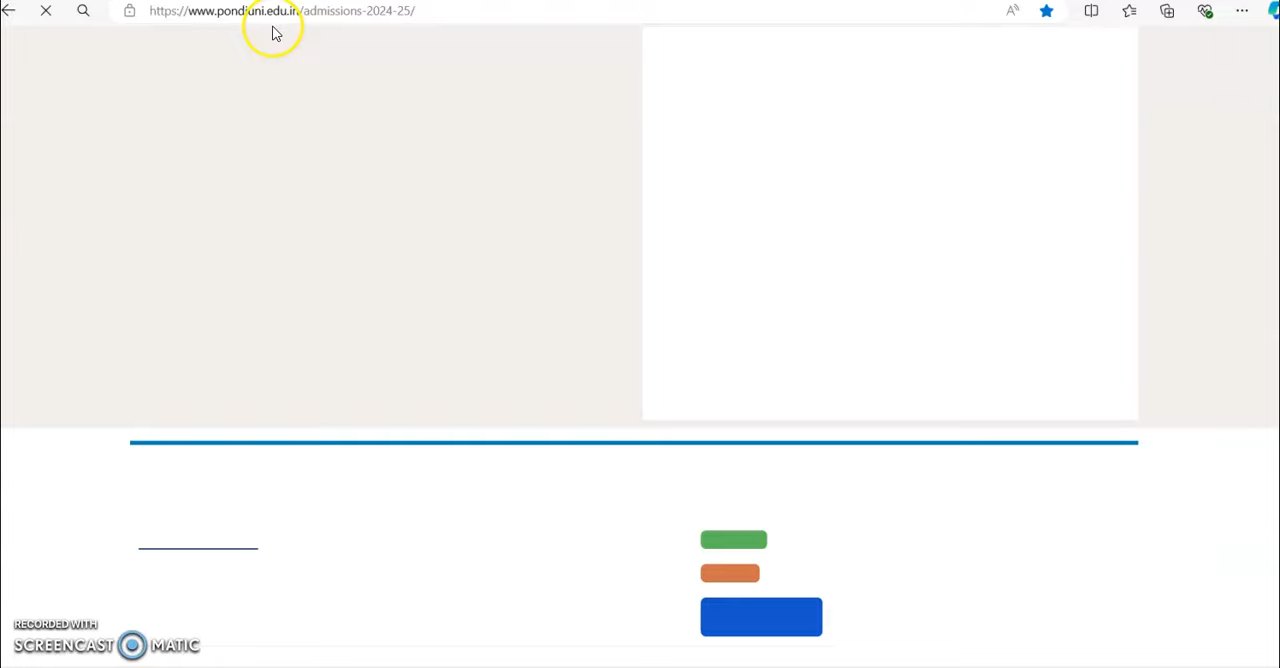 https://www.pondiuni.edu.in/admissions-2024-25/
RECORDED WITH
SCREENCAST MATIC